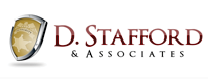 D. STAFFORD
& ASSOCIATES